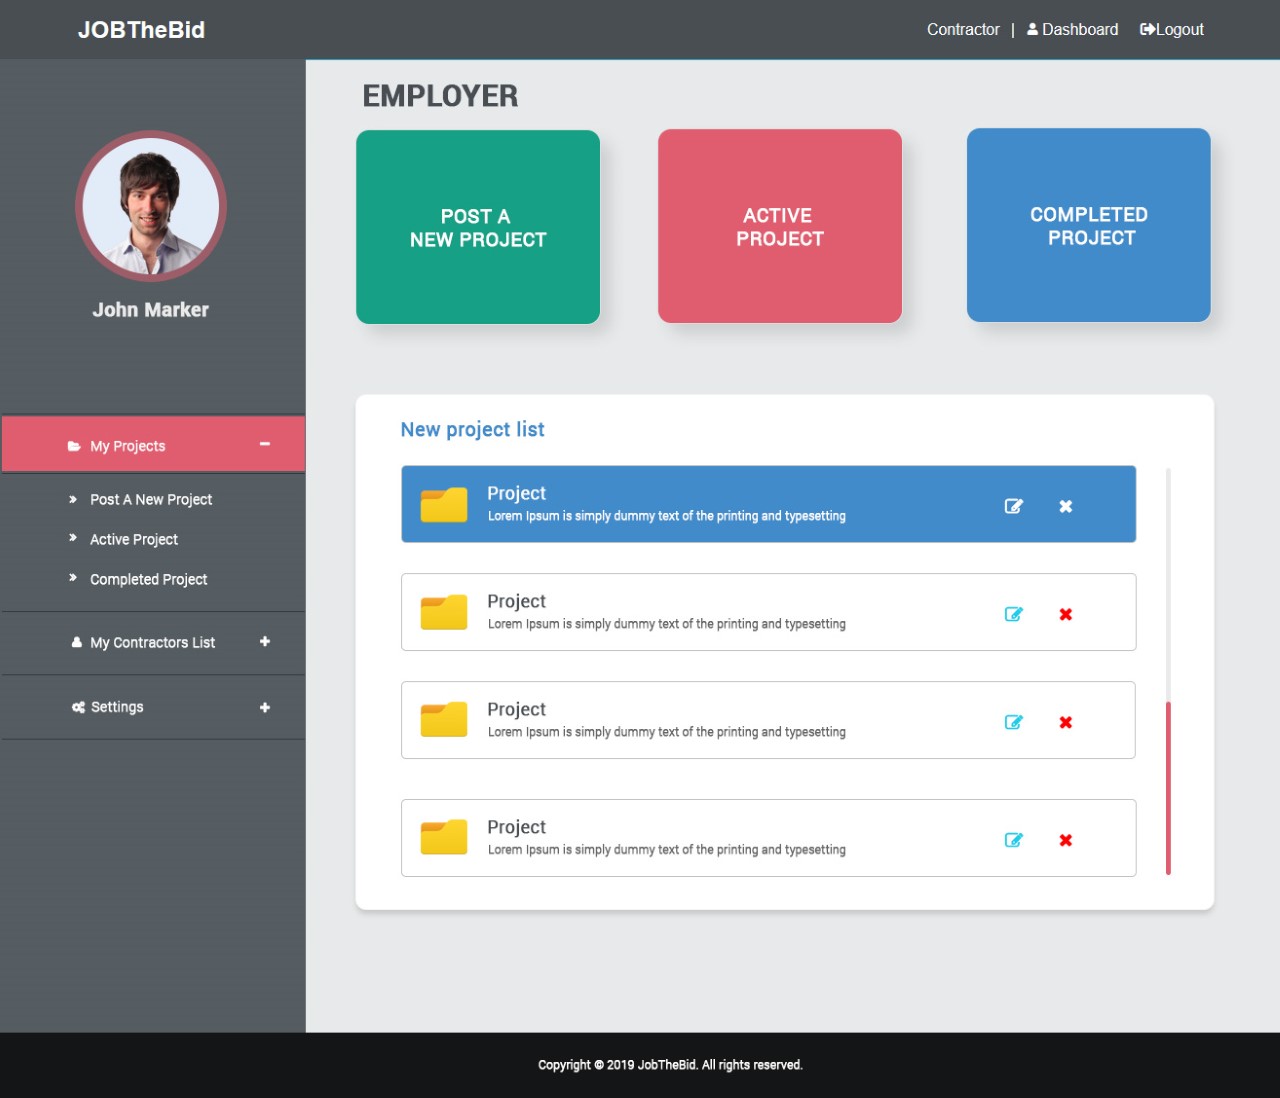 JOBTheBid
Contractor | Dashboard Logout
EMPLOYER
POST A
NEW PROJECT
ACTIVE
PROJECT
COMPLETED
PROJECT
John Marker
My Projects
Post A New Project
Active Project
Completed Project
My Contractors List
Settings
New project list
Project
Lorem Ipsum is simply dummy text of the printing and typesetting
Project
Lorem Ipsum is simply dummy text of the printing and typesetting
Project
Lorem Ipsum is simply dummy text of the printing and typesetting
Project
Lorem Ipsum is simply dummy text of the printing and typesetting
Copyright © 2019 JobTheBid. All rights reserved.